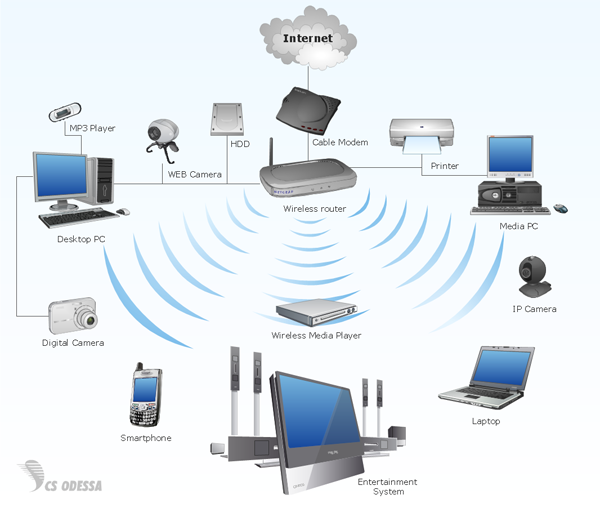 Internet
MP3 Player
HDD
Cable Modem
WEB Camera
Printer
NETGEAR
Wireless router
Desktop PC
Media PC
IP Camera
Wireless Media Player
Digital Camera
Laptop
Smartphone
Entertainment
System
CS ODESSA